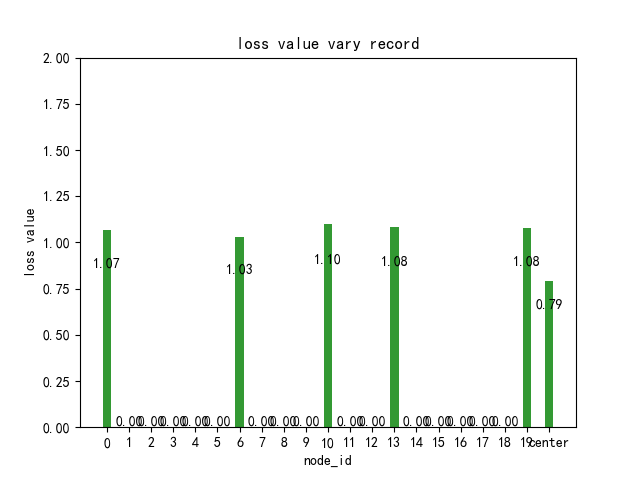 loss value vary record
2.00
1.75
1.50
1.25
1.00
0.75
0.50
0.25
0.00
loss value
1.07 0.00 0.00 0.00 0.00 0.00 1.03 0.00 0.00 0.00 1.10 0.00 0.00 1.08 0.00 0.00 0.00 0.00 0.00 1.08 0.79
0 1 2 3 4 5 6 7 8 9 10 11 12 13 14 15 16 17 18 19 center
node_id